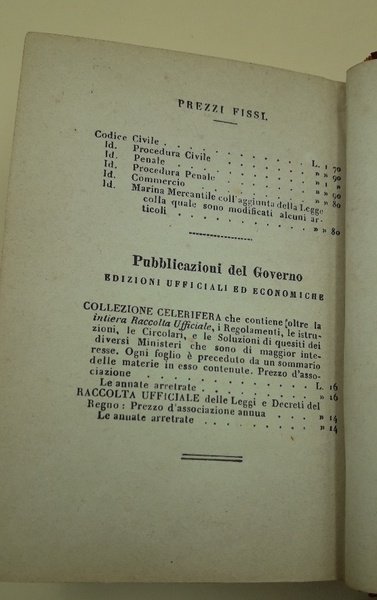 PREZZI FISSI.
Codice Civile . . . . . . . . . . L. 1 70
Id. Procedura Civile . . . . . . . » » 90
Id. Penale . . . . . . . . . . » 1 »
Id. Procedura Penale . . . . . . . » » 90
Id. Commercio . . . . . . . . . » » 80
Id. Marina Mercantile coll'aggiunta della Legge
colla quale sono modificati alcuni ar-
ticoli . . . . . . . . . . » » 80
Pubblicazioni del Governo
EDIZIONI UFFICIALI ED ECONOMICHE
COLLEZIONE CELERIFERA che contiene (oltre la
intiera Raccolta Ufficiale, i Regolamenti, le istru-
zioni, le Circolari, e le Soluzioni di quesiti dei
diversi Ministeri che sono di maggior inte-
resse. Ogni foglio è preceduto da un sommario
delle materie in esso contenute. Prezzo d'asso-
ciazione . . . . . . . . . . L. 16
Le annate arretrate . . . . . . . » 16
RACCOLTA UFFICIALE delle Leggi e Decreti del
Regno: Prezzo d'associazione annua . . . » 14
Le annate arretrate . . . . . . . » 14